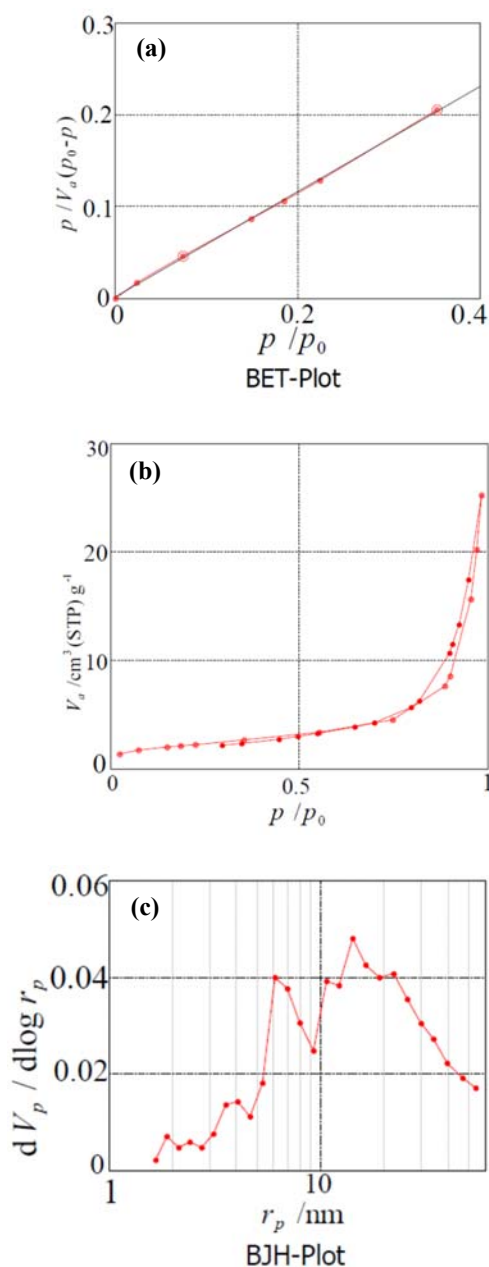 (a)
0.3
0.2
0.1
0
p / Vₐ(p₀-p)
0
0.2
0.4
p / p₀
BET-Plot
(b)
30
20
10
0
Vₐ /cm³ (STP) g⁻¹
0
0.5
1
p / p₀
(c)
0.06
0.04
0.02
0
d Vₚ / dlog rₚ
1
10
rₚ /nm
BJH-Plot